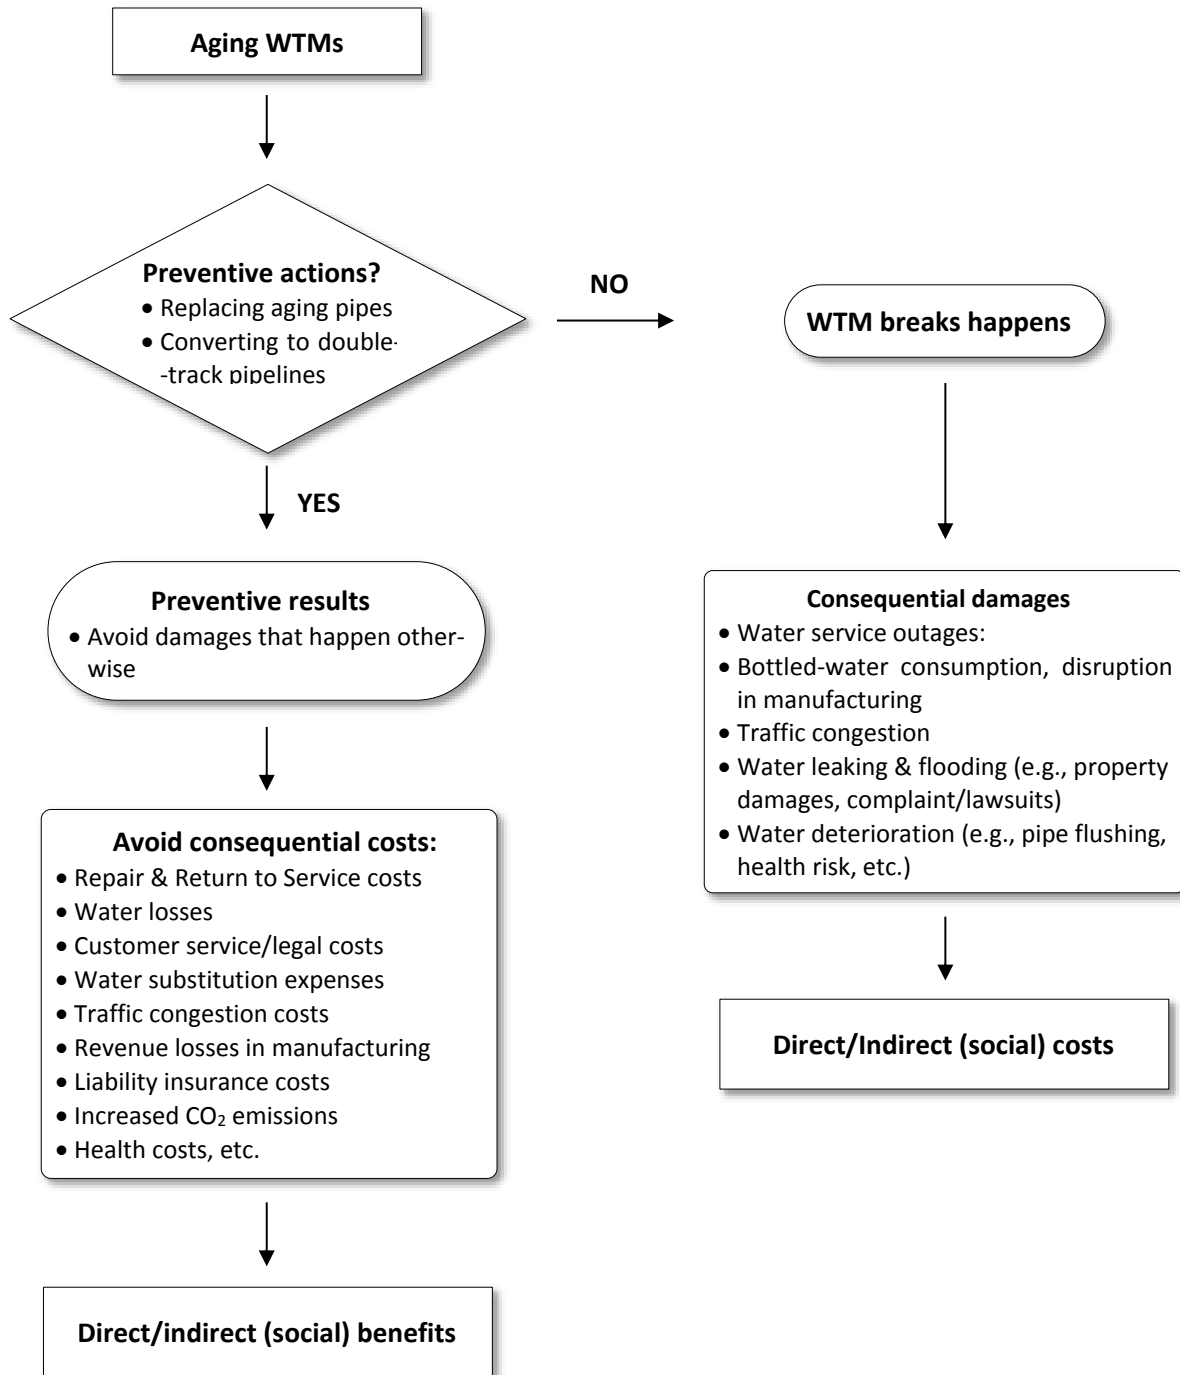 Aging WTMs
Preventive actions?
• Replacing aging pipes
• Converting to double-
-track pipelines
NO
WTM breaks happens
YES
Preventive results
• Avoid damages that happen other-
wise
Consequential damages
• Water service outages:
• Bottled-water consumption, disruption
in manufacturing
• Traffic congestion
• Water leaking & flooding (e.g., property
damages, complaint/lawsuits)
• Water deterioration (e.g., pipe flushing,
health risk, etc.)
Avoid consequential costs:
• Repair & Return to Service costs
• Water losses
• Customer service/legal costs
• Water substitution expenses
• Traffic congestion costs
• Revenue losses in manufacturing
• Liability insurance costs
• Increased CO₂ emissions
• Health costs, etc.
Direct/Indirect (social) costs
Direct/indirect (social) benefits